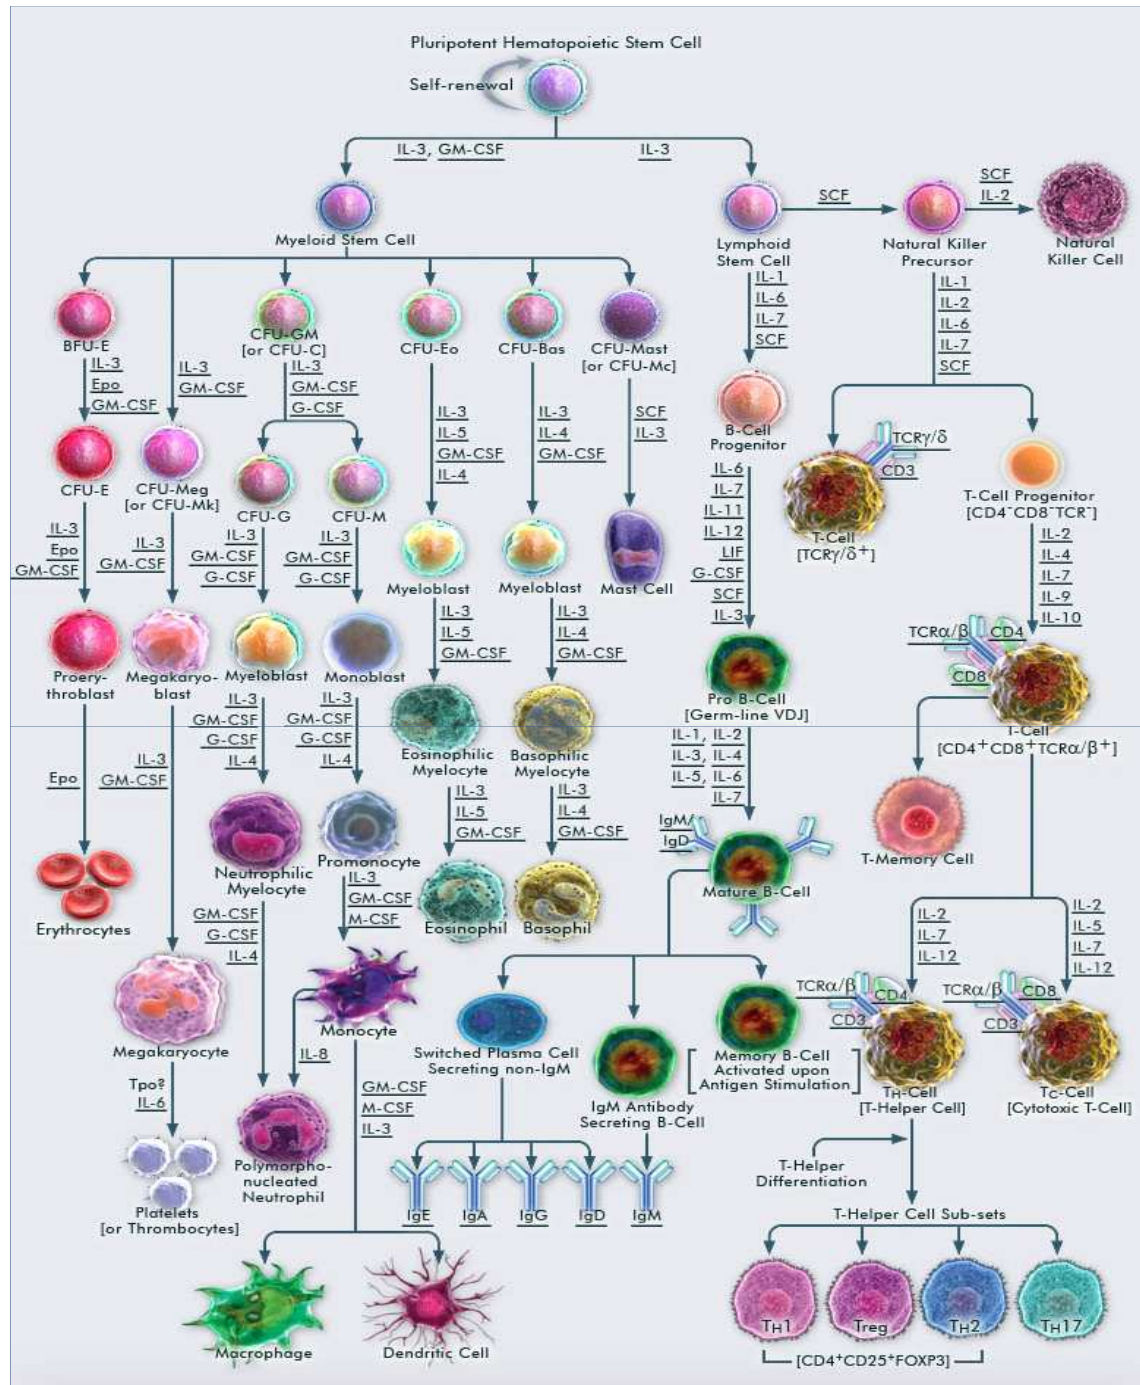 Pluripotent Hematopoietic Stem Cell
Self-renewal
IL-3, GM-CSF
IL-3
Myeloid Stem Cell
Lymphoid
Stem Cell
SCF
Natural Killer
Precursor
SCF
IL-2
Natural
Killer Cell
BFU-E
IL-3
Epo
GM-CSF
IL-3
GM-CSF
CFU-GM
[or CFU-C]
IL-3
GM-CSF
G-CSF
CFU-Eo
CFU-Bas
CFU-Mast
[or CFU-Mc]
IL-1
IL-6
IL-7
SCF
IL-1
IL-2
IL-6
IL-7
SCF
CFU-E
CFU-Meg
[or CFU-Mk]
CFU-G
CFU-M
IL-3
IL-5
GM-CSF
IL-4
IL-3
IL-4
GM-CSF
SCF
IL-3
B-Cell
Progenitor
TCRγ/δ
CD3
T-Cell
[TCRγ/δ+]
T-Cell Progenitor
[CD4-CD8-TCR-]
IL-3
Epo
GM-CSF
IL-3
GM-CSF
IL-3
GM-CSF
G-CSF
IL-3
GM-CSF
G-CSF
Myeloblast
Myeloblast
Mast Cell
IL-6
IL-7
IL-11
IL-12
LIF
G-CSF
SCF
IL-3
IL-2
IL-4
IL-7
IL-9
IL-10
Proery-
throblast
Megakaryo-
blast
Myeloblast
Monoblast
IL-3
IL-5
GM-CSF
IL-3
IL-4
GM-CSF
Pro B-Cell
[Germ-line VDJ]
TCRα/β
CD4
CD8
T-Cell
[CD4+CD8+TCRα/β+]
Epo
IL-3
GM-CSF
IL-3
GM-CSF
G-CSF
IL-4
IL-3
GM-CSF
G-CSF
IL-4
Eosinophilic
Myelocyte
Basophilic
Myelocyte
IL-1, IL-2
IL-3, IL-4
IL-5, IL-6
IL-7
T-Memory Cell
Erythrocytes
Neutrophilic
Myelocyte
Promonocyte
IL-3
IL-5
GM-CSF
IL-3
IL-4
GM-CSF
IgM/
IgD
Mature B-Cell
GM-CSF
G-CSF
IL-4
IL-3
GM-CSF
M-CSF
Eosinophil
Basophil
IL-2
IL-7
IL-12
IL-2
IL-5
IL-7
IL-12
Megakaryocyte
Monocyte
IL-8
Switched Plasma Cell
Secreting non-IgM
IgM Antibody
Secreting B-Cell
Memory B-Cell
Activated upon
Antigen Stimulation
TCRα/β
CD4
CD3
TH-Cell
[T-Helper Cell]
TCRα/β
CD8
CD3
TC-Cell
[Cytotoxic T-Cell]
Tpo?
IL-6
GM-CSF
M-CSF
IL-3
Polymorpho-
nucleated
Neutrophil
Platelets
[or Thrombocytes]
IgE
IgA
IgG
IgD
IgM
T-Helper
Differentiation
T-Helper Cell Sub-sets
Macrophage
Dendritic Cell
TH1
Treg
TH2
TH17
[CD4+CD25+FOXP3]